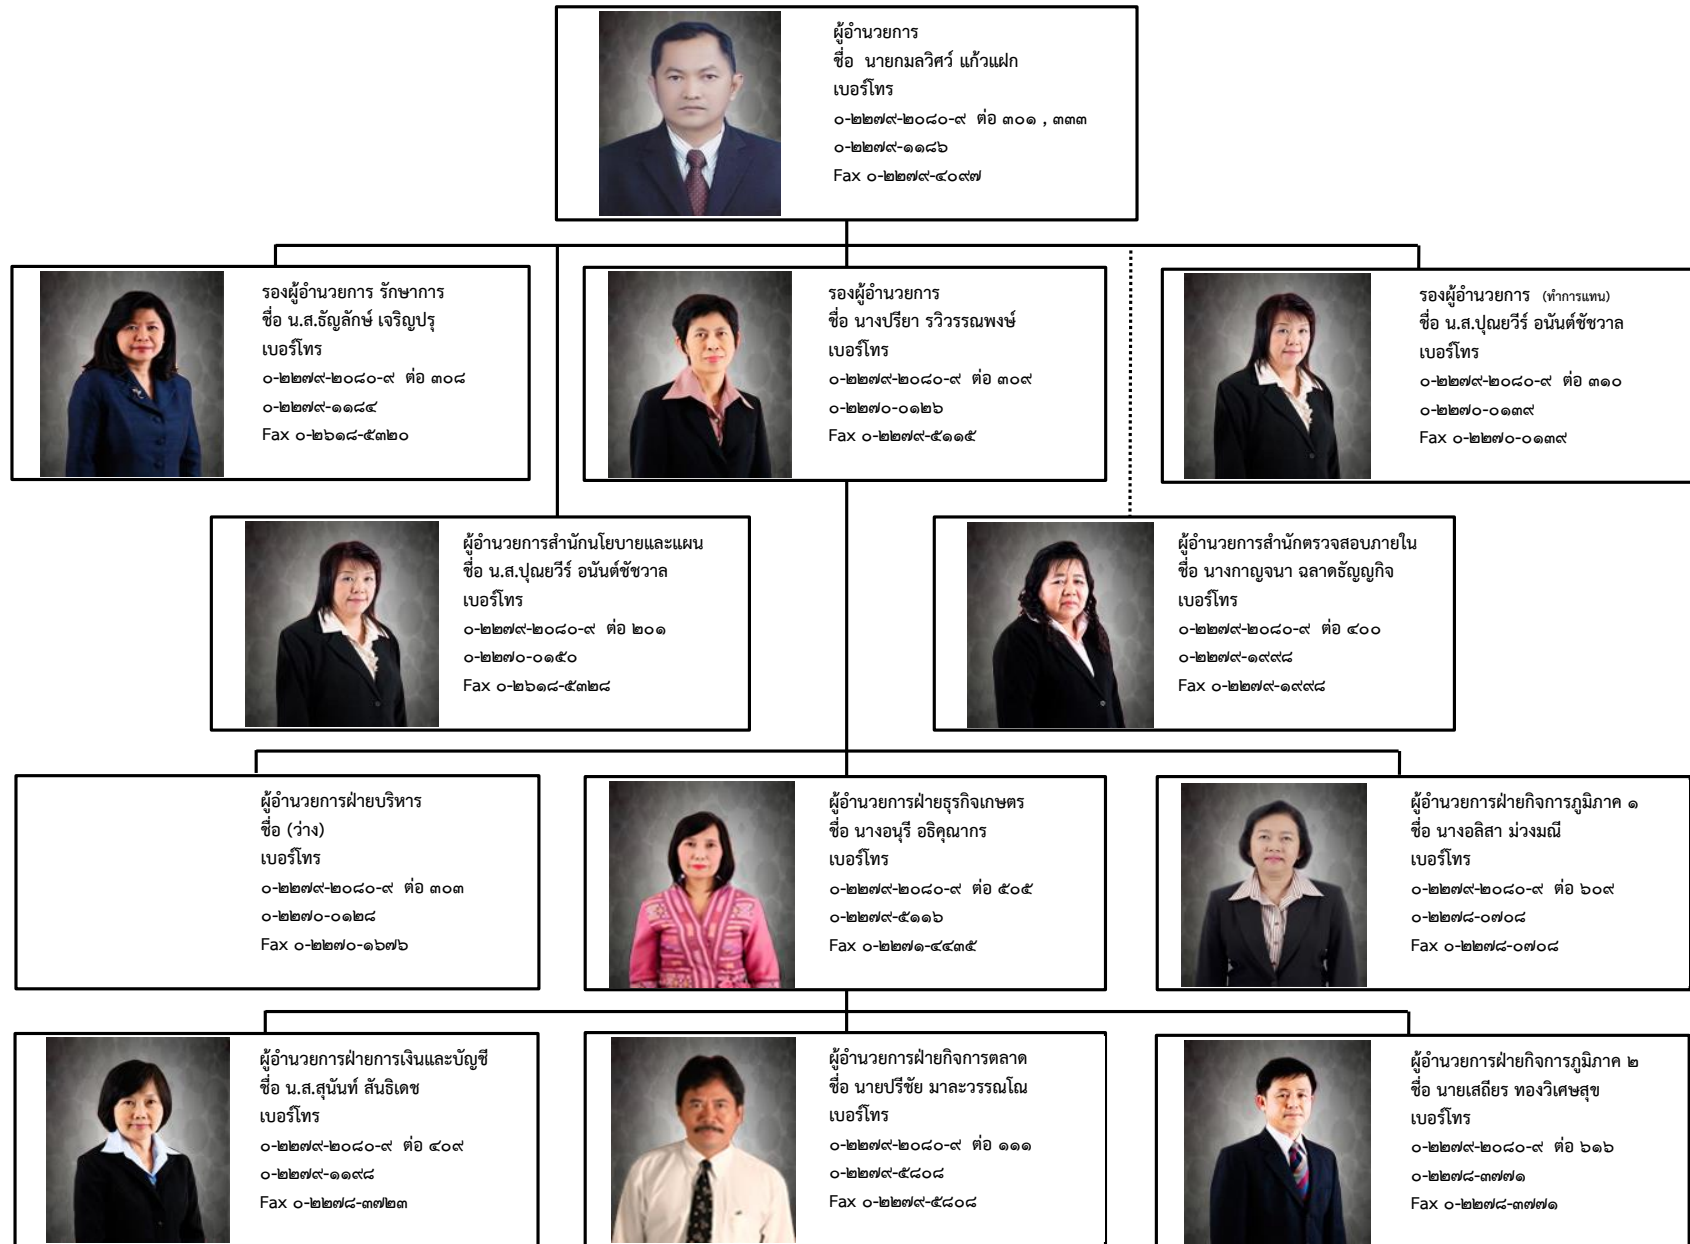 ผู้อำนวยการ
ชื่อ นายกมลวิศว์ แก้วแฝก
เบอร์โทร
๐-๒๒๗๙-๒๐๘๐-๙ ต่อ ๓๐๑ , ๓๓๓
๐-๒๒๗๙-๑๑๘๖
Fax ๐-๒๒๗๙-๔๐๙๗
รองผู้อำนวยการ รักษาการ
ชื่อ น.ส.ธัญลักษ์ เจริญปรุ
เบอร์โทร
๐-๒๒๗๙-๒๐๘๐-๙ ต่อ ๓๐๘
๐-๒๒๗๙-๑๑๘๔
Fax ๐-๒๖๑๘-๕๓๒๐
รองผู้อำนวยการ
ชื่อ นางปรียา รวิวรรณพงษ์
เบอร์โทร
๐-๒๒๗๙-๒๐๘๐-๙ ต่อ ๓๐๙
๐-๒๒๗๐-๐๑๒๖
Fax ๐-๒๒๗๙-๕๑๑๕
รองผู้อำนวยการ (ทำการแทน)
ชื่อ น.ส.ปุณยวีร์ อนันต์ชัชวาล
เบอร์โทร
๐-๒๒๗๙-๒๐๘๐-๙ ต่อ ๓๑๐
๐-๒๒๗๐-๐๑๓๙
Fax ๐-๒๒๗๐-๐๑๓๙
ผู้อำนวยการสำนักนโยบายและแผน
ชื่อ น.ส.ปุณยวีร์ อนันต์ชัชวาล
เบอร์โทร
๐-๒๒๗๙-๒๐๘๐-๙ ต่อ ๒๐๑
๐-๒๒๗๐-๐๑๕๐
Fax ๐-๒๖๑๘-๕๓๒๘
ผู้อำนวยการสำนักตรวจสอบภายใน
ชื่อ นางกาญจนา ฉลาดธัญญกิจ
เบอร์โทร
๐-๒๒๗๙-๒๐๘๐-๙ ต่อ ๔๐๐
๐-๒๒๗๙-๑๙๙๘
Fax ๐-๒๒๗๙-๑๙๙๘
ผู้อำนวยการฝ่ายบริหาร
ชื่อ (ว่าง)
เบอร์โทร
๐-๒๒๗๙-๒๐๘๐-๙ ต่อ ๓๐๓
๐-๒๒๗๐-๐๑๒๘
Fax ๐-๒๒๗๐-๑๖๗๖
ผู้อำนวยการฝ่ายธุรกิจเกษตร
ชื่อ นางอนุรี อธิคุณากร
เบอร์โทร
๐-๒๒๗๙-๒๐๘๐-๙ ต่อ ๕๐๕
๐-๒๒๗๙-๕๑๑๖
Fax ๐-๒๒๗๑-๔๔๓๕
ผู้อำนวยการฝ่ายกิจการภูมิภาค ๑
ชื่อ นางอลิสา ม่วงมณี
เบอร์โทร
๐-๒๒๗๙-๒๐๘๐-๙ ต่อ ๖๐๙
๐-๒๒๗๘-๐๗๐๘
Fax ๐-๒๒๗๘-๐๗๐๘
ผู้อำนวยการฝ่ายการเงินและบัญชี
ชื่อ น.ส.สุนันท์ สันธิเดช
เบอร์โทร
๐-๒๒๗๙-๒๐๘๐-๙ ต่อ ๔๐๙
๐-๒๒๗๙-๑๑๙๘
Fax ๐-๒๒๗๘-๓๗๒๓
ผู้อำนวยการฝ่ายกิจการตลาด
ชื่อ นายปรีชัย มาละวรรณโณ
เบอร์โทร
๐-๒๒๗๙-๒๐๘๐-๙ ต่อ ๑๑๑
๐-๒๒๗๙-๕๘๐๘
Fax ๐-๒๒๗๙-๕๘๐๘
ผู้อำนวยการฝ่ายกิจการภูมิภาค ๒
ชื่อ นายเสถียร ทองวิเศษสุข
เบอร์โทร
๐-๒๒๗๙-๒๐๘๐-๙ ต่อ ๖๑๖
๐-๒๒๗๘-๓๗๗๑
Fax ๐-๒๒๗๘-๓๗๗๑